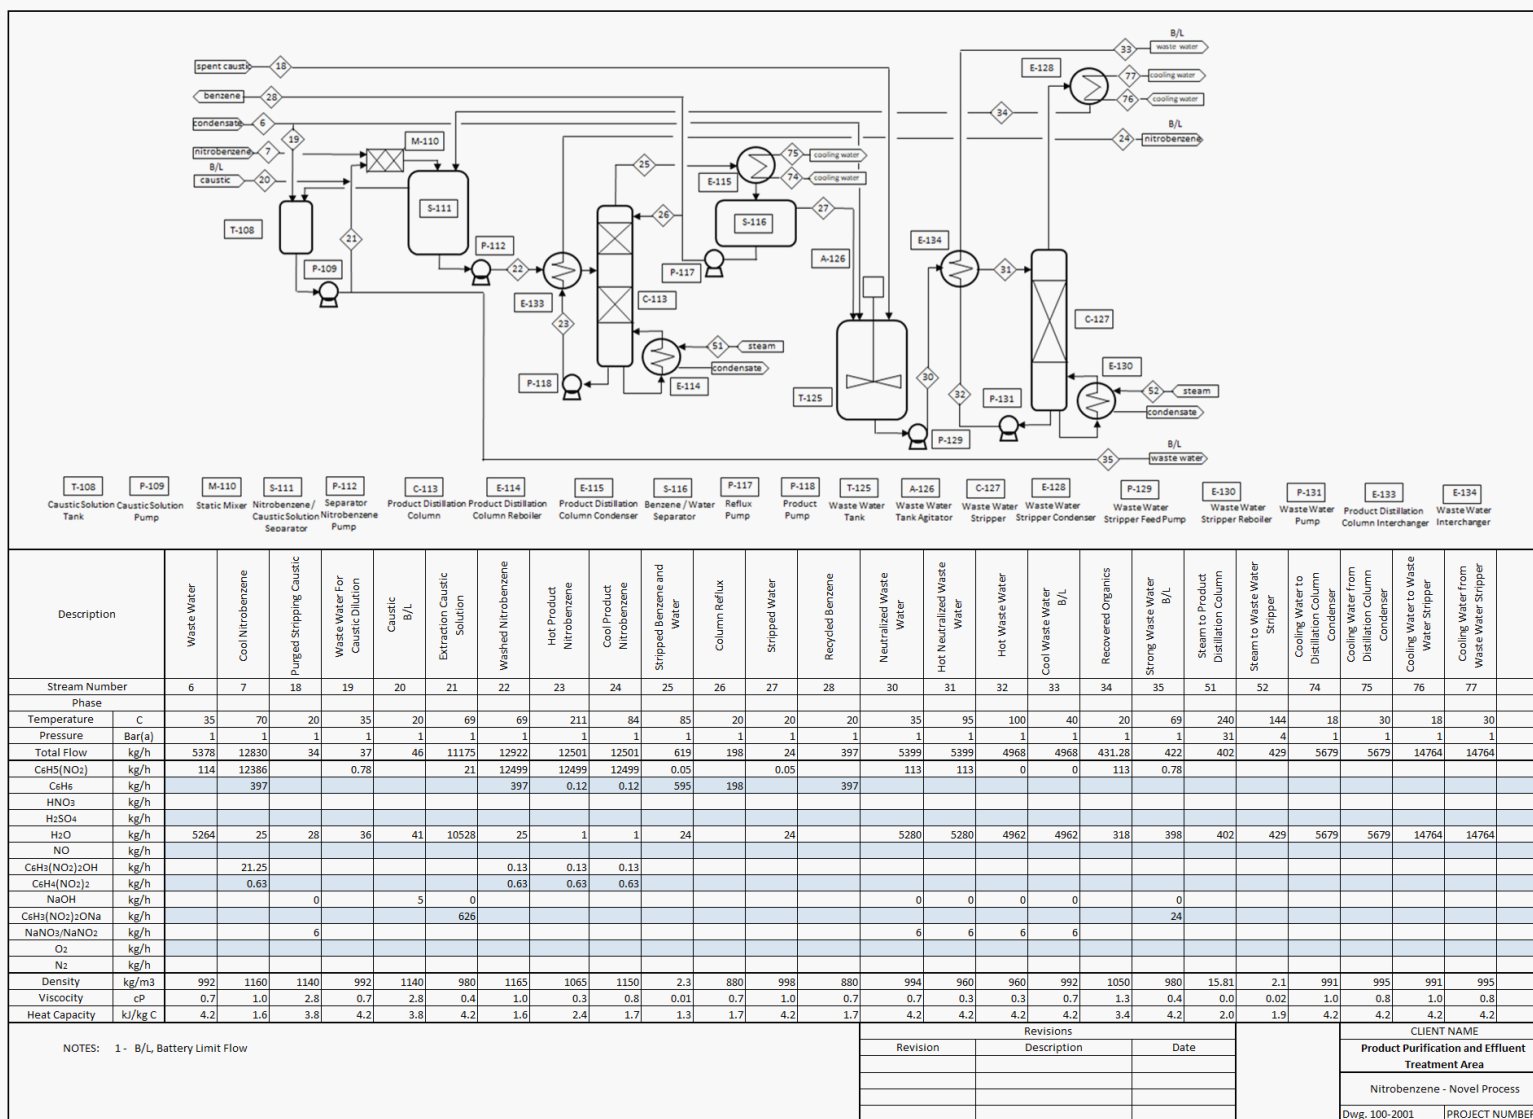 B/L
33 waste water
spent caustic 18
E-128
77 cooling water
benzene 28
76 cooling water
34
condensate 6
B/L
19
M-110
24 nitrobenzene
nitrobenzene 7
25
75 cooling water
B/L
caustic 20
E-115
74 cooling water
S-111
26
S-116
27
T-108
21
P-112
E-134
P-109
22
P-117
A-126
31
E-133
C-113
23
C-127
51 steam
condensate
E-130
P-118
E-114
30
52 steam
T-125
32
P-131
condensate
P-129
B/L
35 waste water
T-108 P-109 M-110 S-111 P-112 C-113 E-114 E-115 S-116 P-117 P-118 T-125 A-126 C-127 E-128 P-129 E-130 P-131 E-133 E-134
Caustic Solution Tank
Caustic Solution Pump
Static Mixer
Nitrobenzene / Caustic Solution Separator
Separator Nitrobenzene Pump
Product Distillation Column
Product Distillation Column Reboiler
Product Distillation Column Condenser
Benzene / Water Separator
Reflux Pump
Product Pump
Waste Water Tank
Waste Water Tank Agitator
Waste Water Stripper
Waste Water Stripper Condenser
Waste Water Stripper Feed Pump
Waste Water Stripper Reboiler
Waste Water Pump
Product Distillation Column Interchanger
Waste Water Interchanger
Description
Waste Water
Cool Nitrobenzene
Purged Stripping Caustic
Waste Water For Caustic Dilution
Caustic B/L
Extraction Caustic Solution
Washed Nitrobenzene
Hot Product Nitrobenzene
Cool Product Nitrobenzene
Stripped Benzene and Water
Column Reflux
Stripped Water
Recycled Benzene
Neutralized Waste Water
Hot Neutralized Waste Water
Hot Waste Water
Cool Waste Water B/L
Recovered Organics
Strong Waste Water B/L
Steam to Product Distillation Column
Steam to Waste Water Stripper
Cooling Water to Distillation Column Condenser
Cooling Water from Distillation Column Condenser
Cooling Water to Waste Water Stripper
Cooling Water from Waste Water Stripper
Stream Number 6 7 18 19 20 21 22 23 24 25 26 27 28 30 31 32 33 34 35 51 52 74 75 76 77
Phase
Temperature C 35 70 20 35 20 69 69 211 84 85 20 20 20 35 95 100 40 20 69 240 144 18 30 18 30
Pressure Bar(a) 1 1 1 1 1 1 1 1 1 1 1 1 1 1 1 1 1 1 1 31 4 1 1 1 1
Total Flow kg/h 5378 12830 34 37 46 11175 12922 12501 12501 619 198 24 397 5399 5399 4968 4968 431.28 422 402 429 5679 5679 14764 14764
C6H5(NO2) kg/h 114 12386 0.78 21 12499 12499 12499 0.05 0.05 113 113 0 0 113 0.78
C6H6 kg/h 397 397 0.12 0.12 595 198 397
HNO3 kg/h
H2SO4 kg/h
H2O kg/h 5264 25 28 36 41 10528 25 1 1 24 24 5280 5280 4962 4962 318 398 402 429 5679 5679 14764 14764
NO kg/h
C6H3(NO2)2OH kg/h 21.25 0.13 0.13 0.13
C6H4(NO2)2 kg/h 0.63 0.63 0.63 0.63
NaOH kg/h 0 5 0 0 0 0 0 0
C6H3(NO2)2ONa kg/h 626 24
NaNO3/NaNO2 kg/h 6 6 6 6 6
O2 kg/h
N2 kg/h
Density kg/m3 992 1160 1140 992 1140 980 1165 1065 1150 2.3 880 998 880 994 960 960 992 1050 980 15.81 2.1 991 995 991 995
Viscocity cP 0.7 1.0 2.8 0.7 2.8 0.4 1.0 0.3 0.8 0.01 0.7 1.0 0.7 0.7 0.3 0.3 0.7 1.3 0.4 0.0 0.02 1.0 0.8 1.0 0.8
Heat Capacity kJ/kg C 4.2 1.6 3.8 4.2 3.8 4.2 1.6 2.4 1.7 1.3 1.7 4.2 1.7 4.2 4.2 4.2 4.2 3.4 4.2 2.0 1.9 4.2 4.2 4.2 4.2
NOTES: 1 - B/L, Battery Limit Flow
Revisions
Revision Description Date
CLIENT NAME
Product Purification and Effluent
Treatment Area
Nitrobenzene - Novel Process
Dwg. 100-2001 PROJECT NUMBER